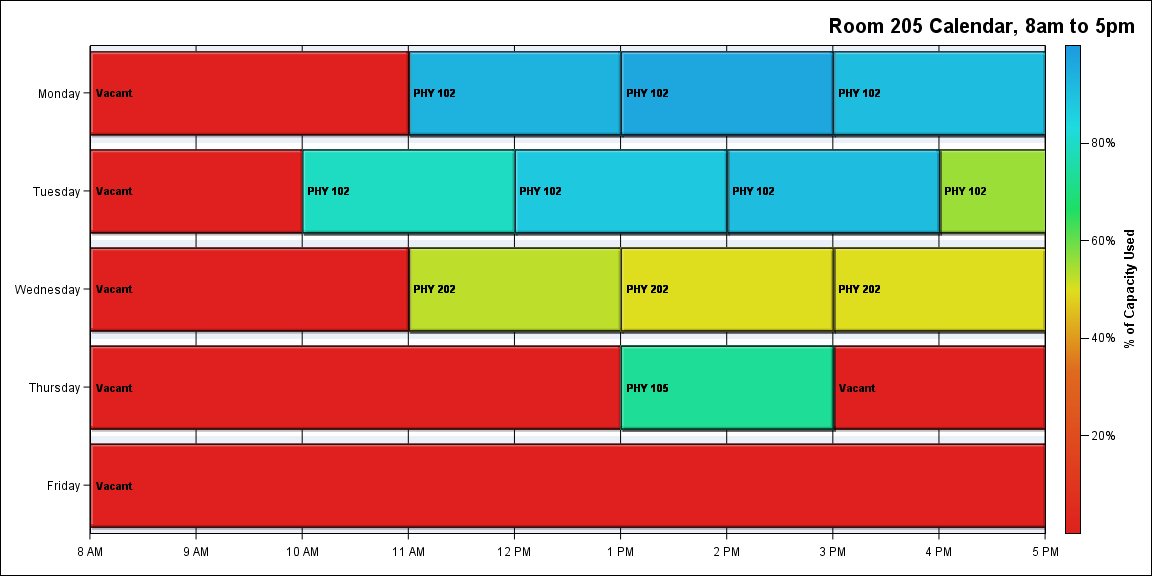 Room 205 Calendar, 8am to 5pm
Monday
Vacant
PHY 102
PHY 102
PHY 102
Tuesday
Vacant
PHY 102
PHY 102
PHY 102
PHY 102
Wednesday
Vacant
PHY 202
PHY 202
PHY 202
Thursday
Vacant
PHY 105
Vacant
Friday
Vacant
8 AM
9 AM
10 AM
11 AM
12 PM
1 PM
2 PM
3 PM
4 PM
5 PM
80%
60%
40%
20%
% of Capacity Used